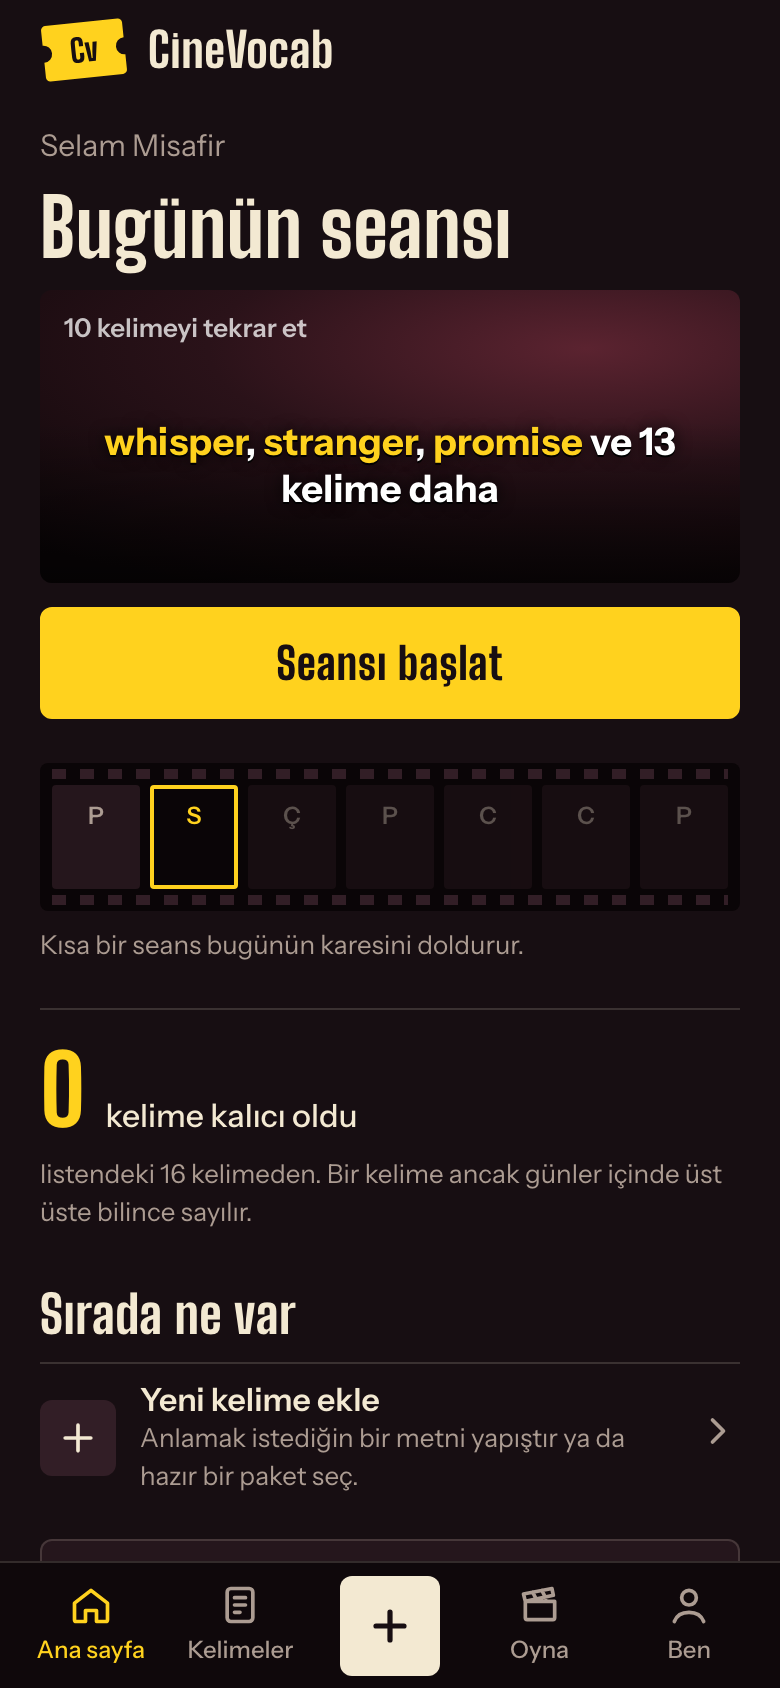 Cv CineVocab
Selam Misafir
Bugünün seansı
10 kelimeyi tekrar et
whisper, stranger, promise ve 13
kelime daha
Seansı başlat
P S Ç P C C P
Kısa bir seans bugünün karesini doldurur.
0 kelime kalıcı oldu
listendeki 16 kelimeden. Bir kelime ancak günler içinde üst
üste bilince sayılır.
Sırada ne var
Yeni kelime ekle
Anlamak istediğin bir metni yapıştır ya da
hazır bir paket seç.
Ana sayfa Kelimeler Oyna Ben